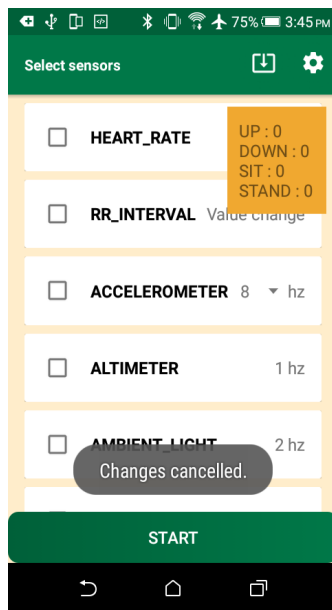 75% 3:45 PM
Select sensors
HEART_RATE
UP : 0
DOWN : 0
SIT : 0
STAND : 0
RR_INTERVAL Value change
ACCELEROMETER 8 hz
ALTIMETER 1 hz
AMBIENT_LIGHT 2 hz
Changes cancelled.
START